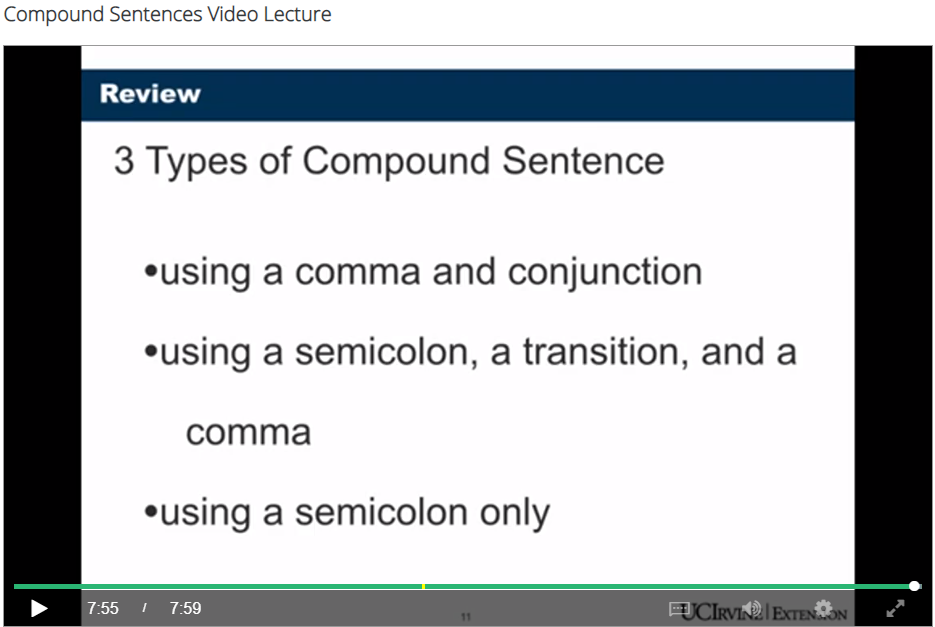 Compound Sentences Video Lecture
Review
3 Types of Compound Sentence
•using a comma and conjunction
•using a semicolon, a transition, and a
comma
•using a semicolon only
7:55 / 7:59
11
UCIRVINE | EXTENSION